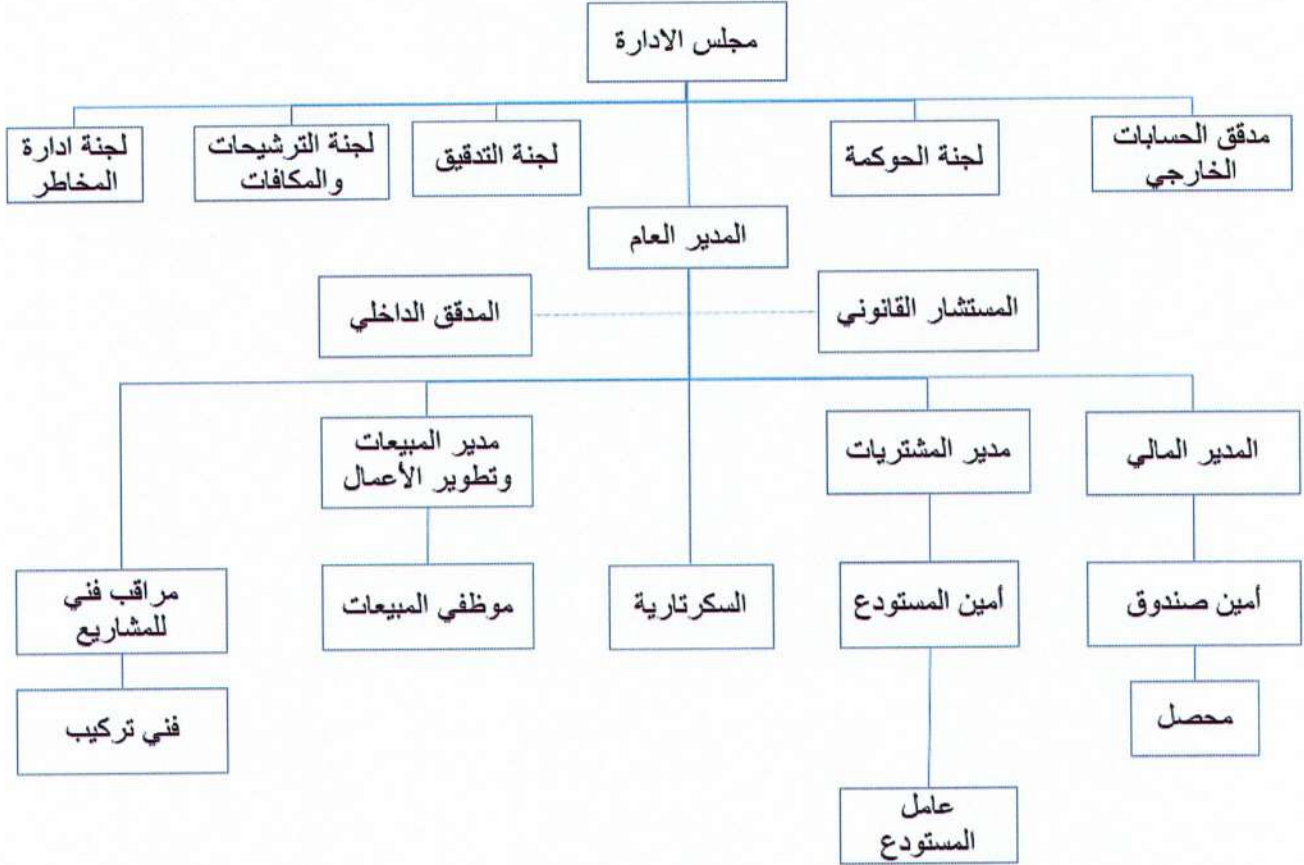 مجلس الادارة
مدقق الحسابات
الخارجي
لجنة الحوكمة
لجنة التدقيق
لجنة الترشيحات
والمكافات
لجنة ادارة
المخاطر
المدير العام
المستشار القانوني
المدقق الداخلي
المدير المالي
مدير المشتريات
مدير المبيعات
وتطوير الأعمال
أمين صندوق
أمين المستودع
السكرتارية
موظفي المبيعات
مراقب فني
للمشاريع
محصل
فني تركيب
عامل
المستودع